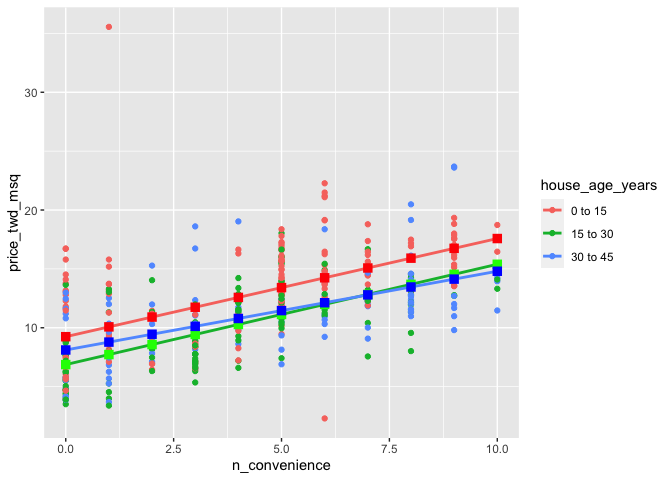 30
20
10
0.0
2.5
5.0
7.5
10.0
n_convenience
price_twd_msq
house_age_years
0 to 15
15 to 30
30 to 45